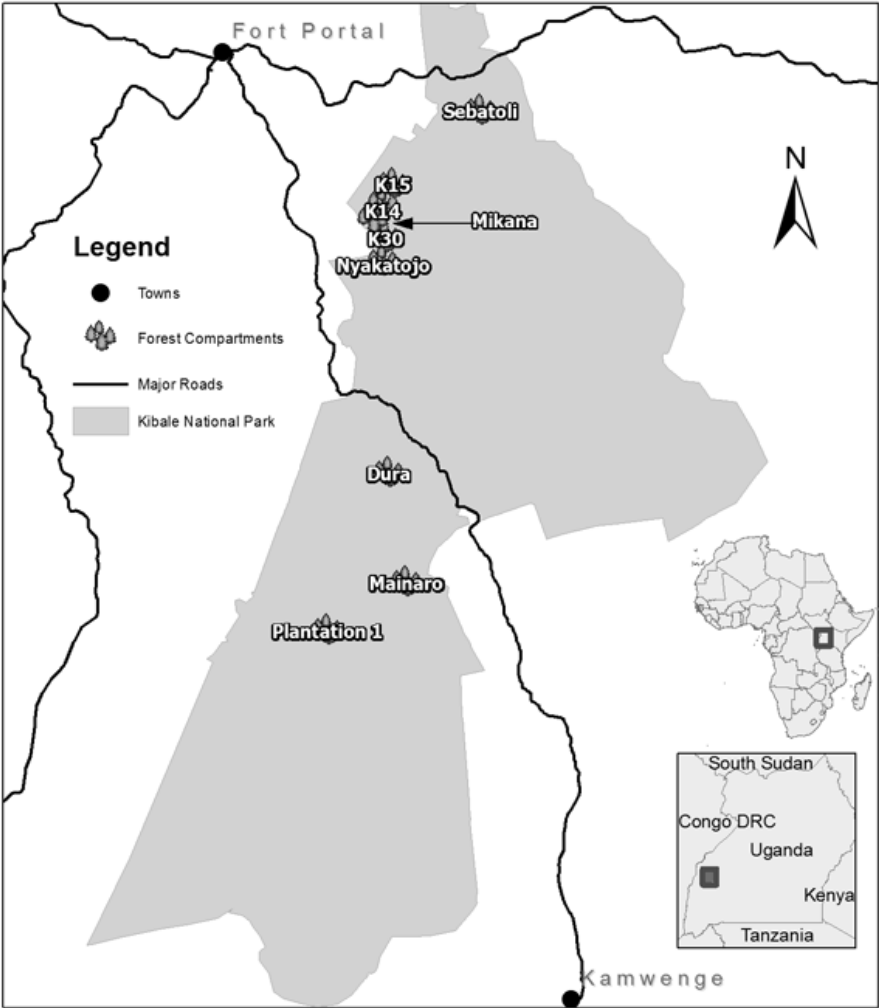 Fort Portal
Sebatoli
N
K15
K14
Mikana
K30
Nyakatojo
Legend
Towns
Forest Compartments
Major Roads
Kibale National Park
Dura
Mainaro
Plantation 1
South Sudan
Congo DRC
Uganda
Kenya
Tanzania
Kamwenge